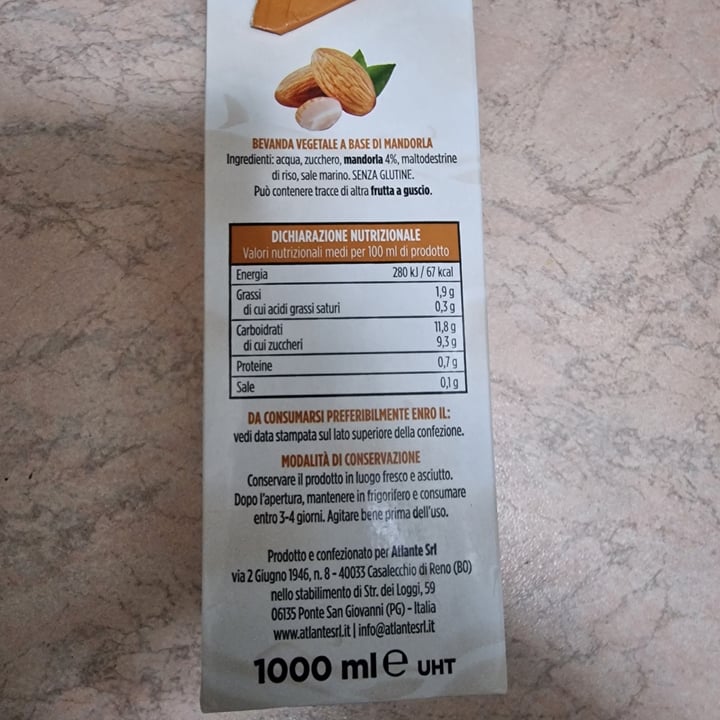 BEVANDA VEGETALE A BASE DI MANDORLA
Ingredienti: acqua, zucchero, mandorla 4%, maltodestrine
di riso, sale marino. SENZA GLUTINE.
Può contenere tracce di altra frutta a guscio.
DICHIARAZIONE NUTRIZIONALE
Valori nutrizionali medi per 100 ml di prodotto
Energia 280 kJ / 67 kcal
Grassi 1,9 g
di cui acidi grassi saturi 0,3 g
Carboidrati 11,8 g
di cui zuccheri 9,3 g
Proteine 0,7 g
Sale 0,1 g
DA CONSUMARSI PREFERIBILMENTE ENRO IL:
vedi data stampata sul lato superiore della confezione.
MODALITÀ DI CONSERVAZIONE
Conservare il prodotto in luogo fresco e asciutto.
Dopo l'apertura, mantenere in frigorifero e consumare
entro 3-4 giorni. Agitare bene prima dell'uso.
Prodotto e confezionato per Atlante Srl
via 2 Giugno 1946, n. 8 - 40033 Casalecchio di Reno (BO)
nello stabilimento di Str. dei Loggi, 59
06135 Ponte San Giovanni (PG) - Italia
www.atlantesrl.it | info@atlantesrl.it
1000 ml ℮ UHT